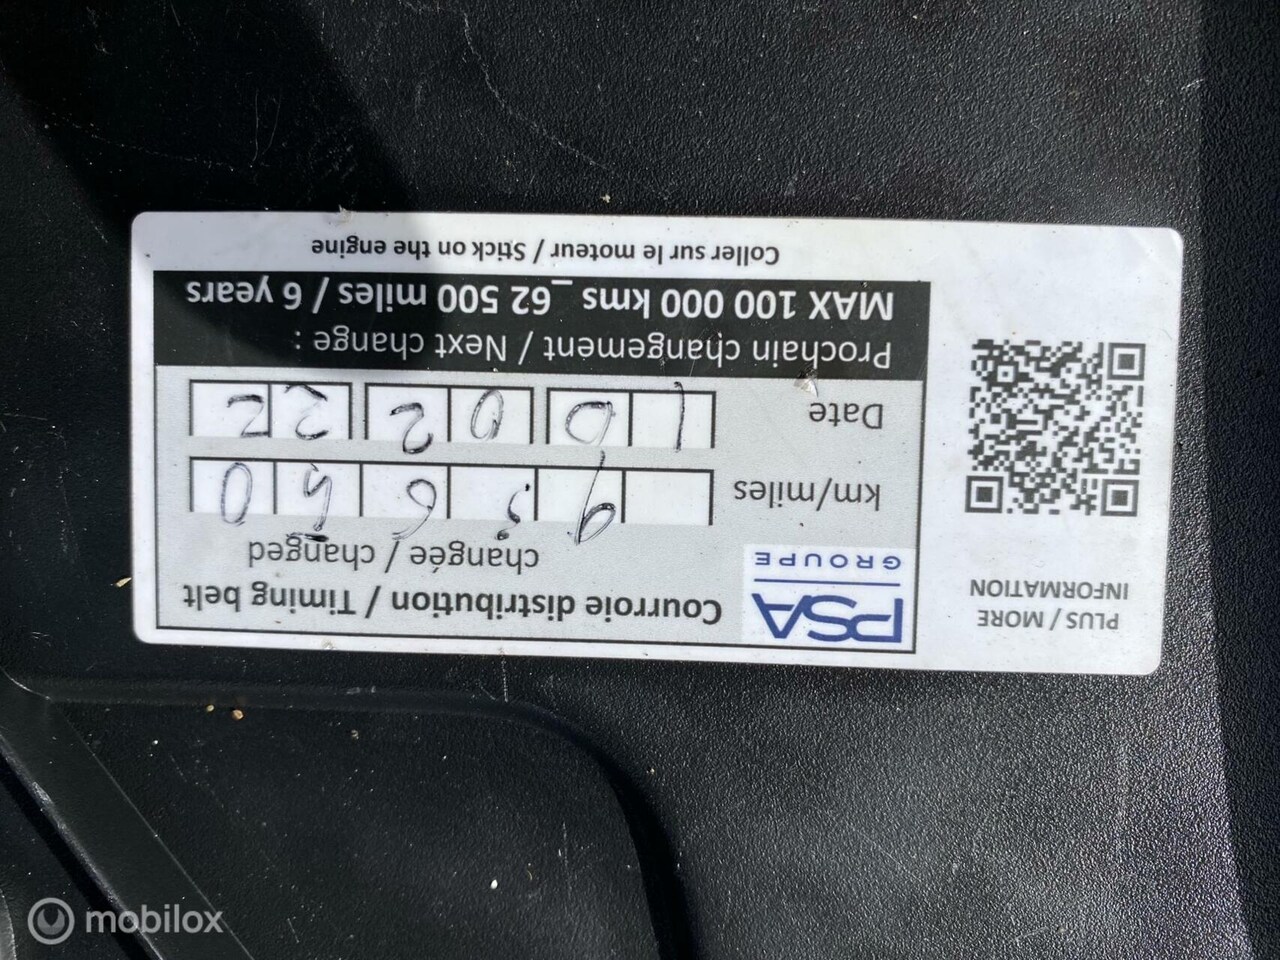 PLUS / MORE
INFORMATION
PSA
GROUPE
Courroie distribution / Timing belt
changée / changed
km/miles 9 3 6 5 0
Date 1 0 0 2 2 2
Prochain changement / Next change :
MAX 100 000 kms _62 500 miles / 6 years
Coller sur le moteur / Stick on the engine
mobilox